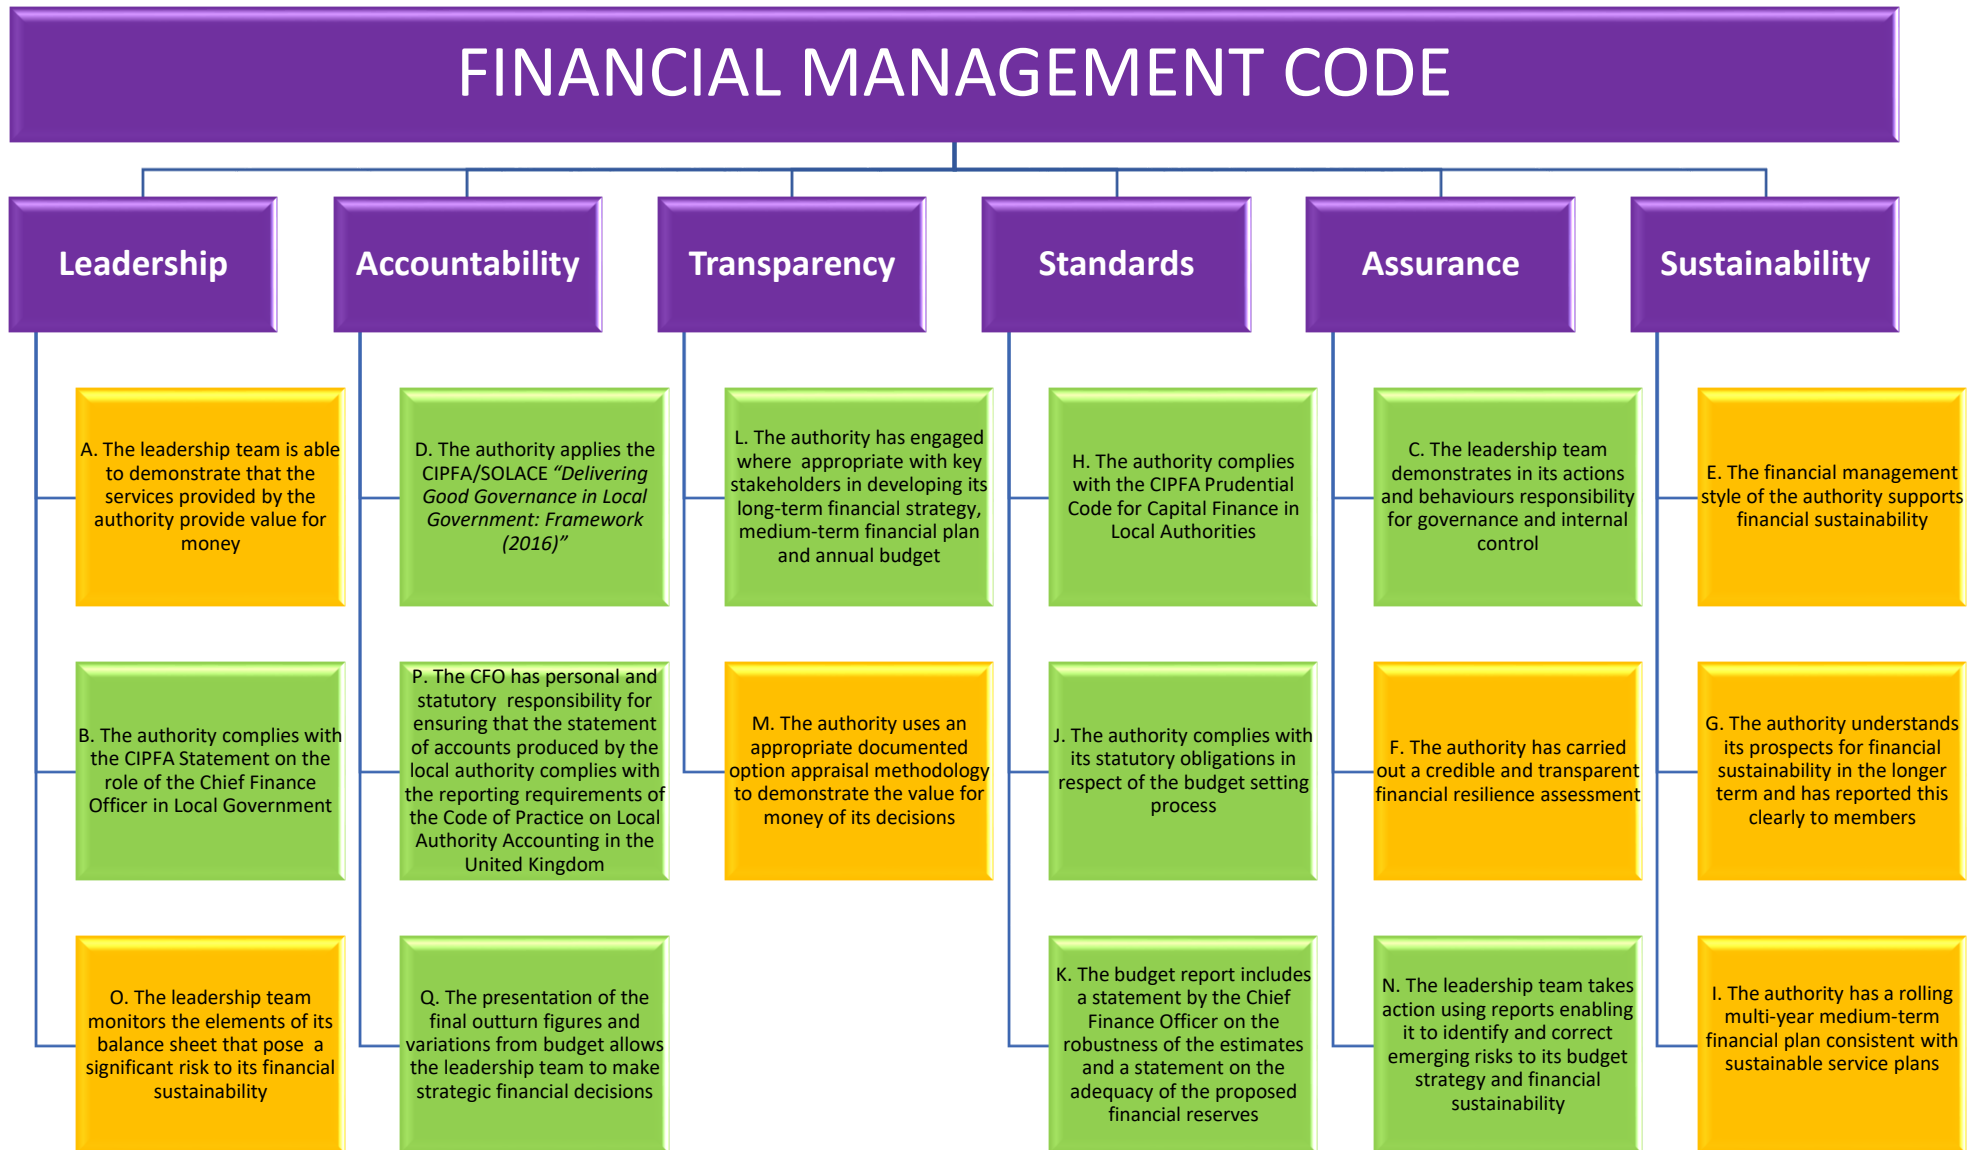 FINANCIAL MANAGEMENT CODE
Leadership
A. The leadership team is able
to demonstrate that the
services provided by the
authority provide value for
money
B. The authority complies with
the CIPFA Statement on the
role of the Chief Finance
Officer in Local Government
O. The leadership team
monitors the elements of its
balance sheet that pose a
significant risk to its financial
sustainability
Accountability
D. The authority applies the
CIPFA/SOLACE “Delivering
Good Governance in Local
Government: Framework
(2016)”
P. The CFO has personal and
statutory responsibility for
ensuring that the statement
of accounts produced by the
local authority complies with
the reporting requirements of
the Code of Practice on Local
Authority Accounting in the
United Kingdom
Q. The presentation of the
final outturn figures and
variations from budget allows
the leadership team to make
strategic financial decisions
Transparency
L. The authority has engaged
where appropriate with key
stakeholders in developing its
long-term financial strategy,
medium-term financial plan
and annual budget
M. The authority uses an
appropriate documented
option appraisal methodology
to demonstrate the value for
money of its decisions
Standards
H. The authority complies
with the CIPFA Prudential
Code for Capital Finance in
Local Authorities
J. The authority complies with
its statutory obligations in
respect of the budget setting
process
K. The budget report includes
a statement by the Chief
Finance Officer on the
robustness of the estimates
and a statement on the
adequacy of the proposed
financial reserves
Assurance
C. The leadership team
demonstrates in its actions
and behaviours responsibility
for governance and internal
control
F. The authority has carried
out a credible and transparent
financial resilience assessment
N. The leadership team takes
action using reports enabling
it to identify and correct
emerging risks to its budget
strategy and financial
sustainability
Sustainability
E. The financial management
style of the authority supports
financial sustainability
G. The authority understands
its prospects for financial
sustainability in the longer
term and has reported this
clearly to members
I. The authority has a rolling
multi-year medium-term
financial plan consistent with
sustainable service plans